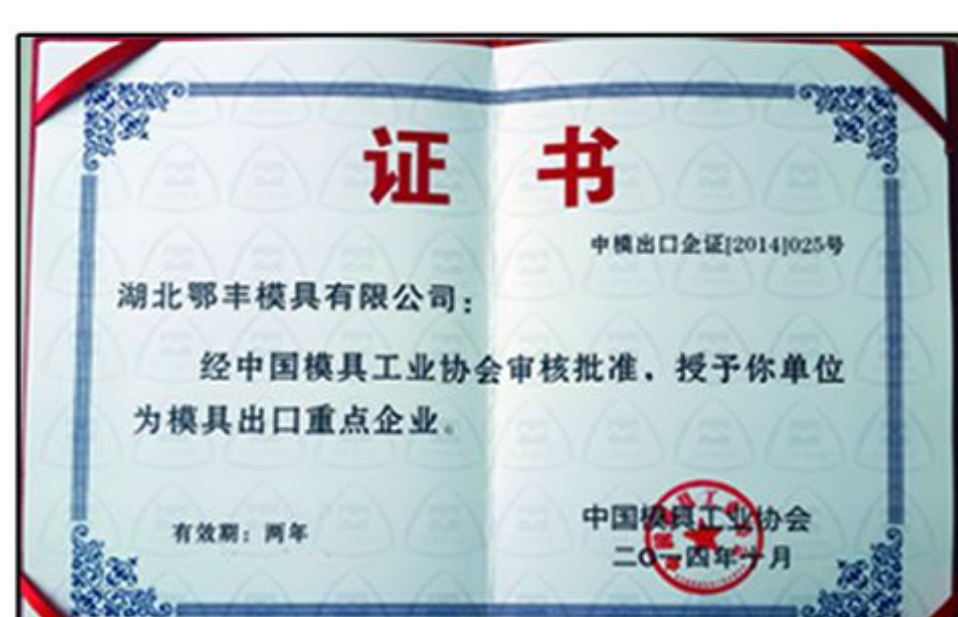 证书
中模出口企证[2014]025号
湖北鄂丰模具有限公司：
经中国模具工业协会审核批准，授予你单位
为模具出口重点企业。
有效期：两年
中国模具工业协会
二〇一四年十月